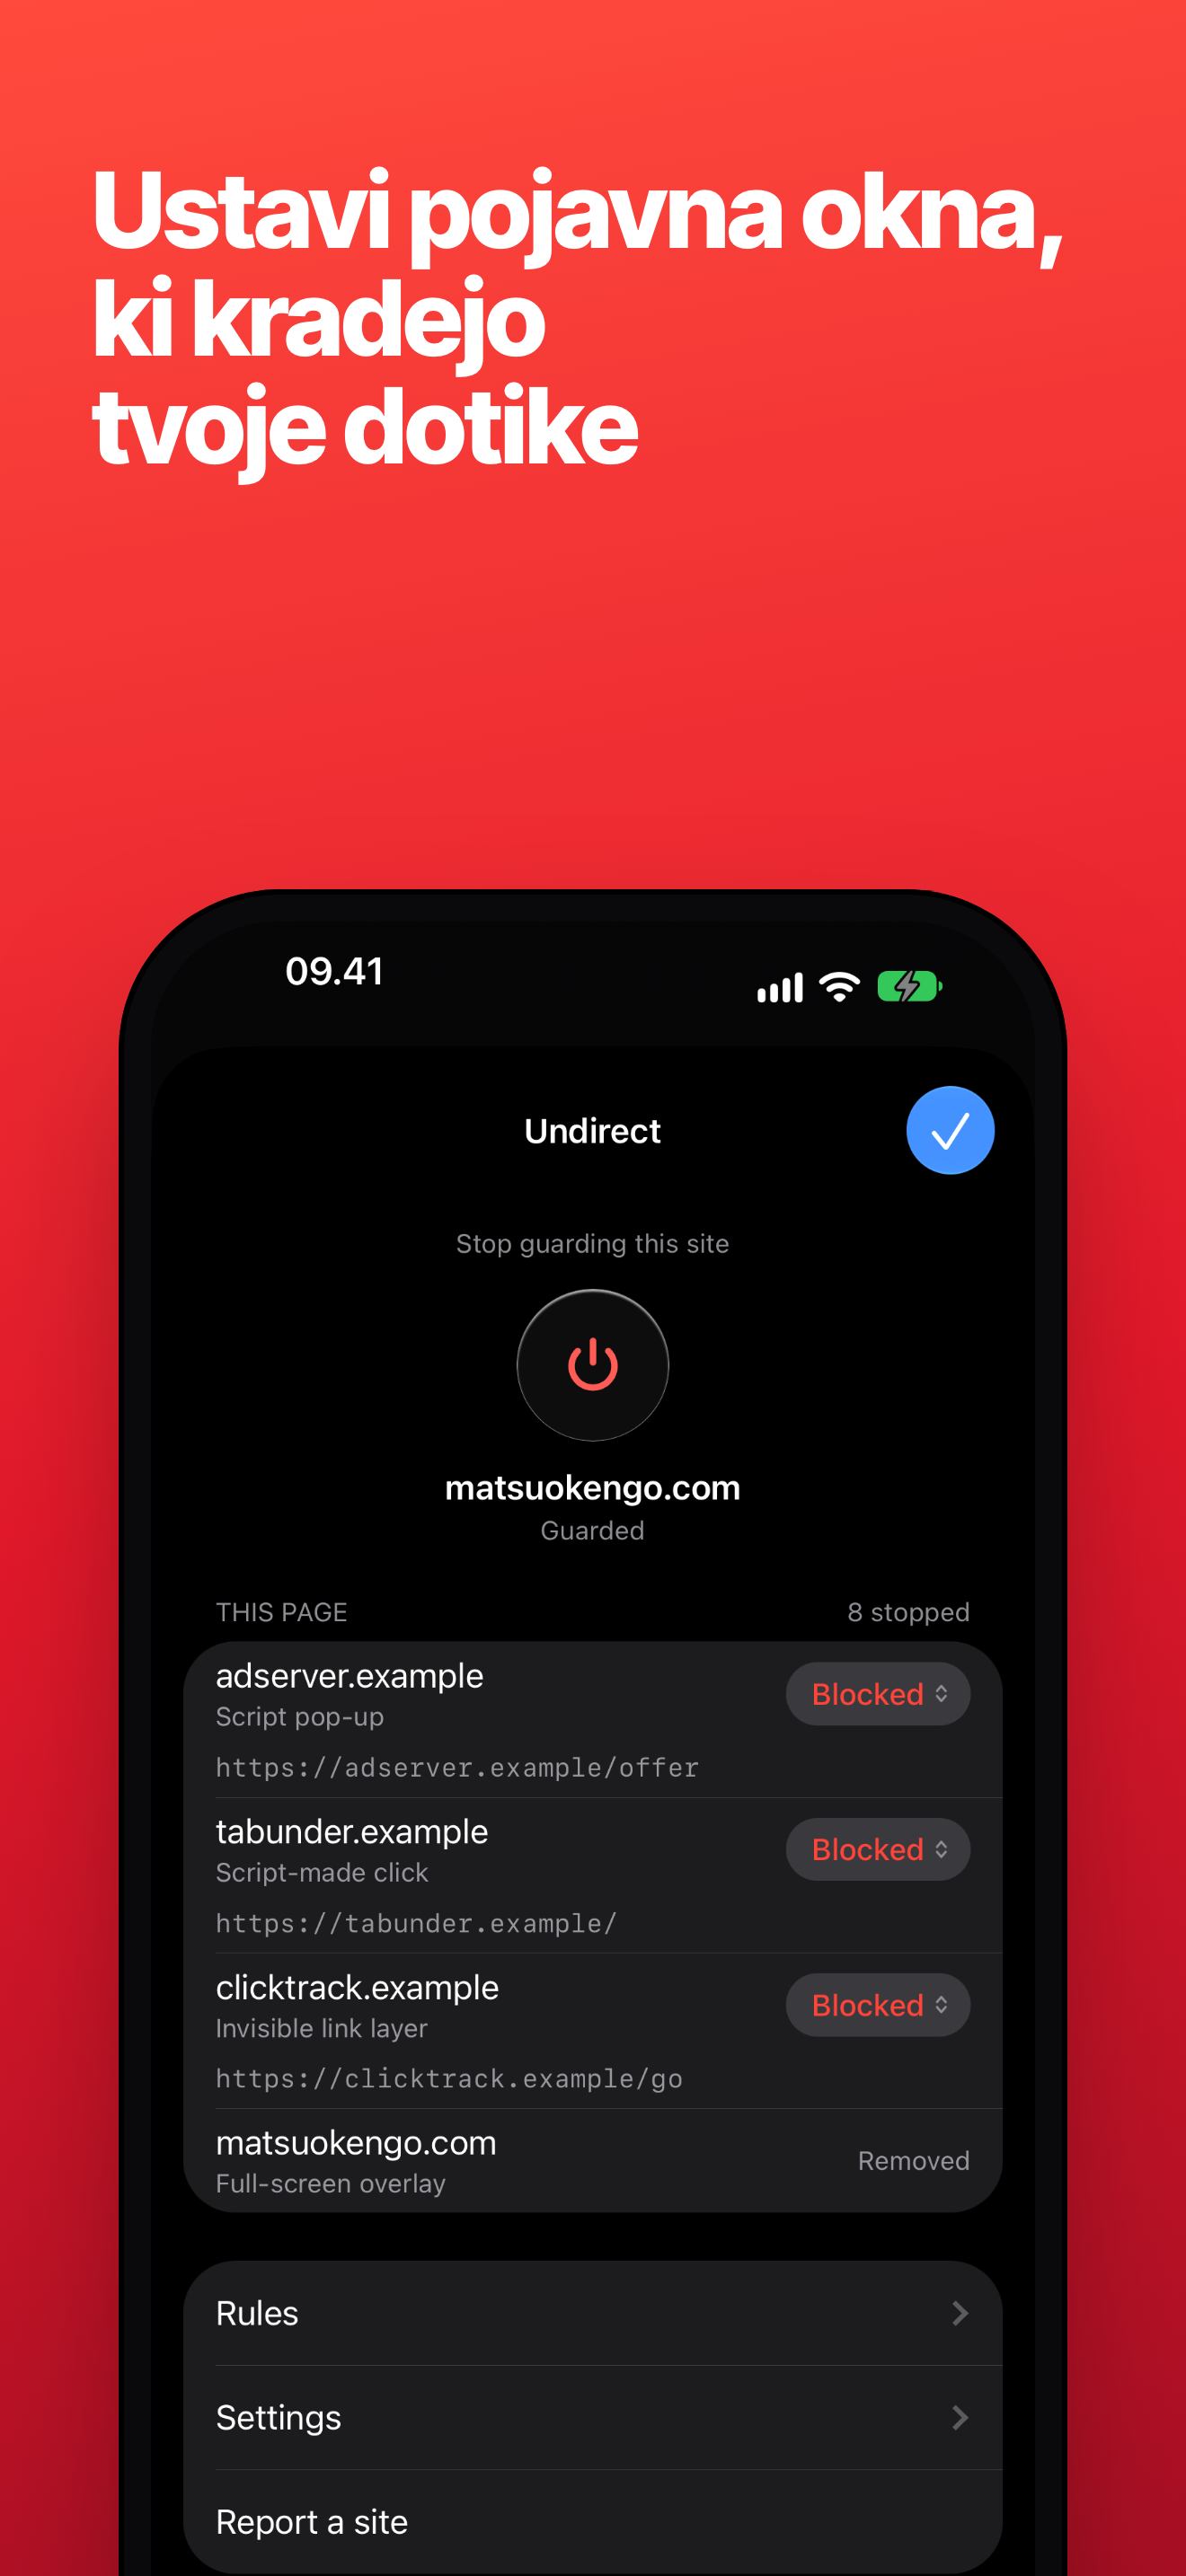 Ustavi pojavna okna,
ki kradejo
tvoje dotike
09.41
Undirect
Stop guarding this site
matsuokengo.com
Guarded
THIS PAGE 8 stopped
adserver.example Blocked
Script pop-up
https://adserver.example/offer
tabunder.example Blocked
Script-made click
https://tabunder.example/
clicktrack.example Blocked
Invisible link layer
https://clicktrack.example/go
matsuokengo.com Removed
Full-screen overlay
Rules
Settings
Report a site